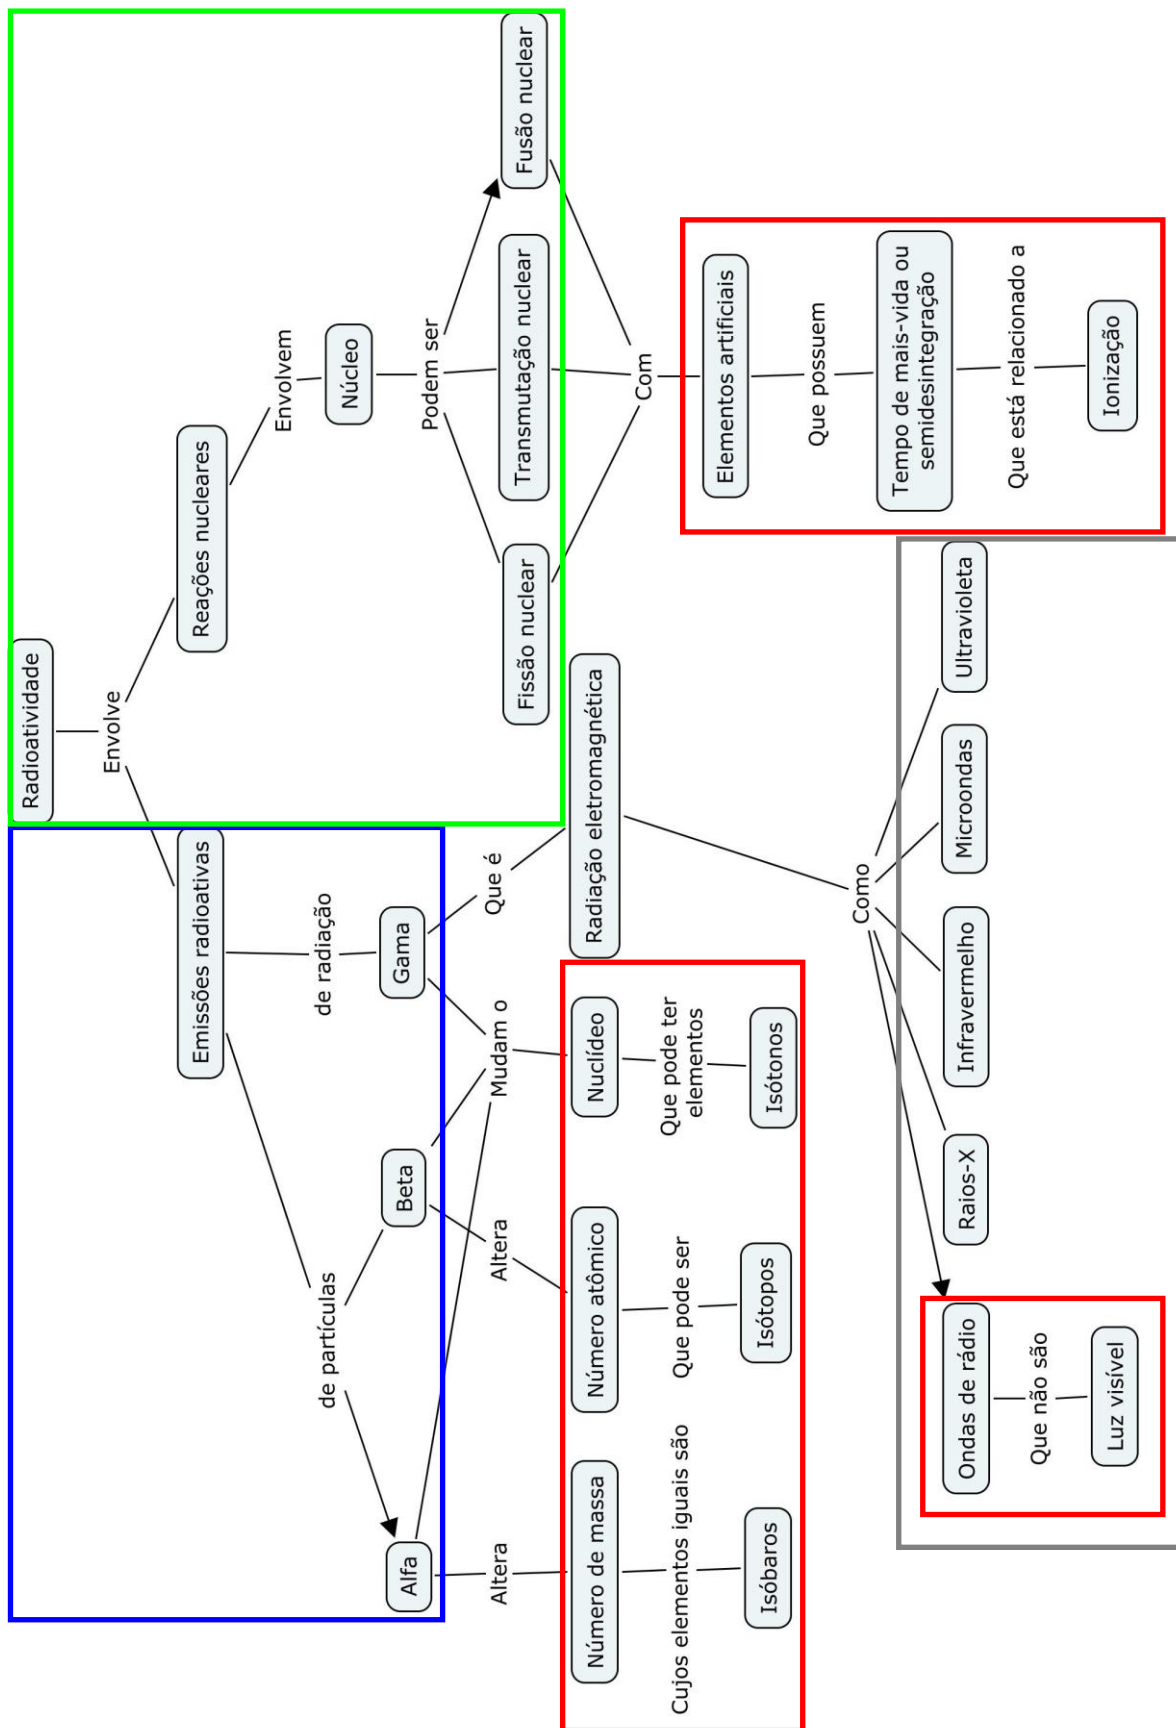 Radioatividade
Envolve
Emissões radioativas
Reações nucleares
de partículas
de radiação
Envolvem
Núcleo
Alfa
Beta
Gama
Podem ser
Altera
Altera
Mudam o
Que é
Fissão nuclear
Transmutação nuclear
Fusão nuclear
Número de massa
Número atômico
Nuclídeo
Radiação eletromagnética
Com
Cujos elementos iguais são
Que pode ser
Que pode ter
elementos
Elementos artificiais
Isóbaros
Isótopos
Isótonos
Que possuem
Como
Tempo de mais-vida ou
semidesintegração
Ondas de rádio
Raios-X
Infravermelho
Microondas
Ultravioleta
Que não são
Que está relacionado a
Luz visível
Ionização